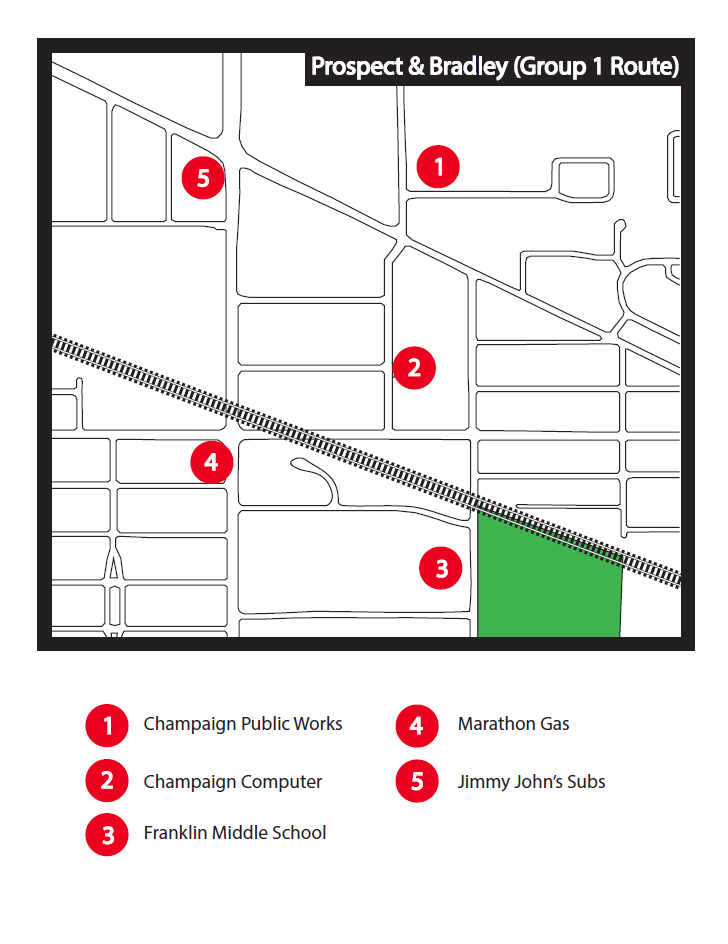 Prospect & Bradley (Group 1 Route)
1
5
2
4
3
1 Champaign Public Works
4 Marathon Gas
2 Champaign Computer
5 Jimmy John's Subs
3 Franklin Middle School